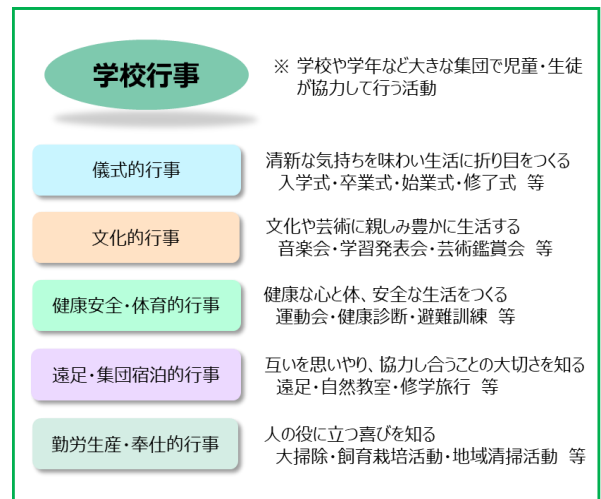 学校行事
※ 学校や学年など大きな集団で児童・生徒
が協力して行う活動
儀式的行事
清新な気持ちを味わい生活に折り目をつくる
入学式・卒業式・始業式・修了式 等
文化的行事
文化や芸術に親しみ豊かに生活する
音楽会・学習発表会・芸術鑑賞会 等
健康安全・体育的行事
健康な心と体、安全な生活をつくる
運動会・健康診断・避難訓練 等
遠足・集団宿泊的行事
互いを思いやり、協力し合うことの大切さを知る
遠足・自然教室・修学旅行 等
勤労生産・奉仕的行事
人の役に立つ喜びを知る
大掃除・飼育栽培活動・地域清掃活動 等